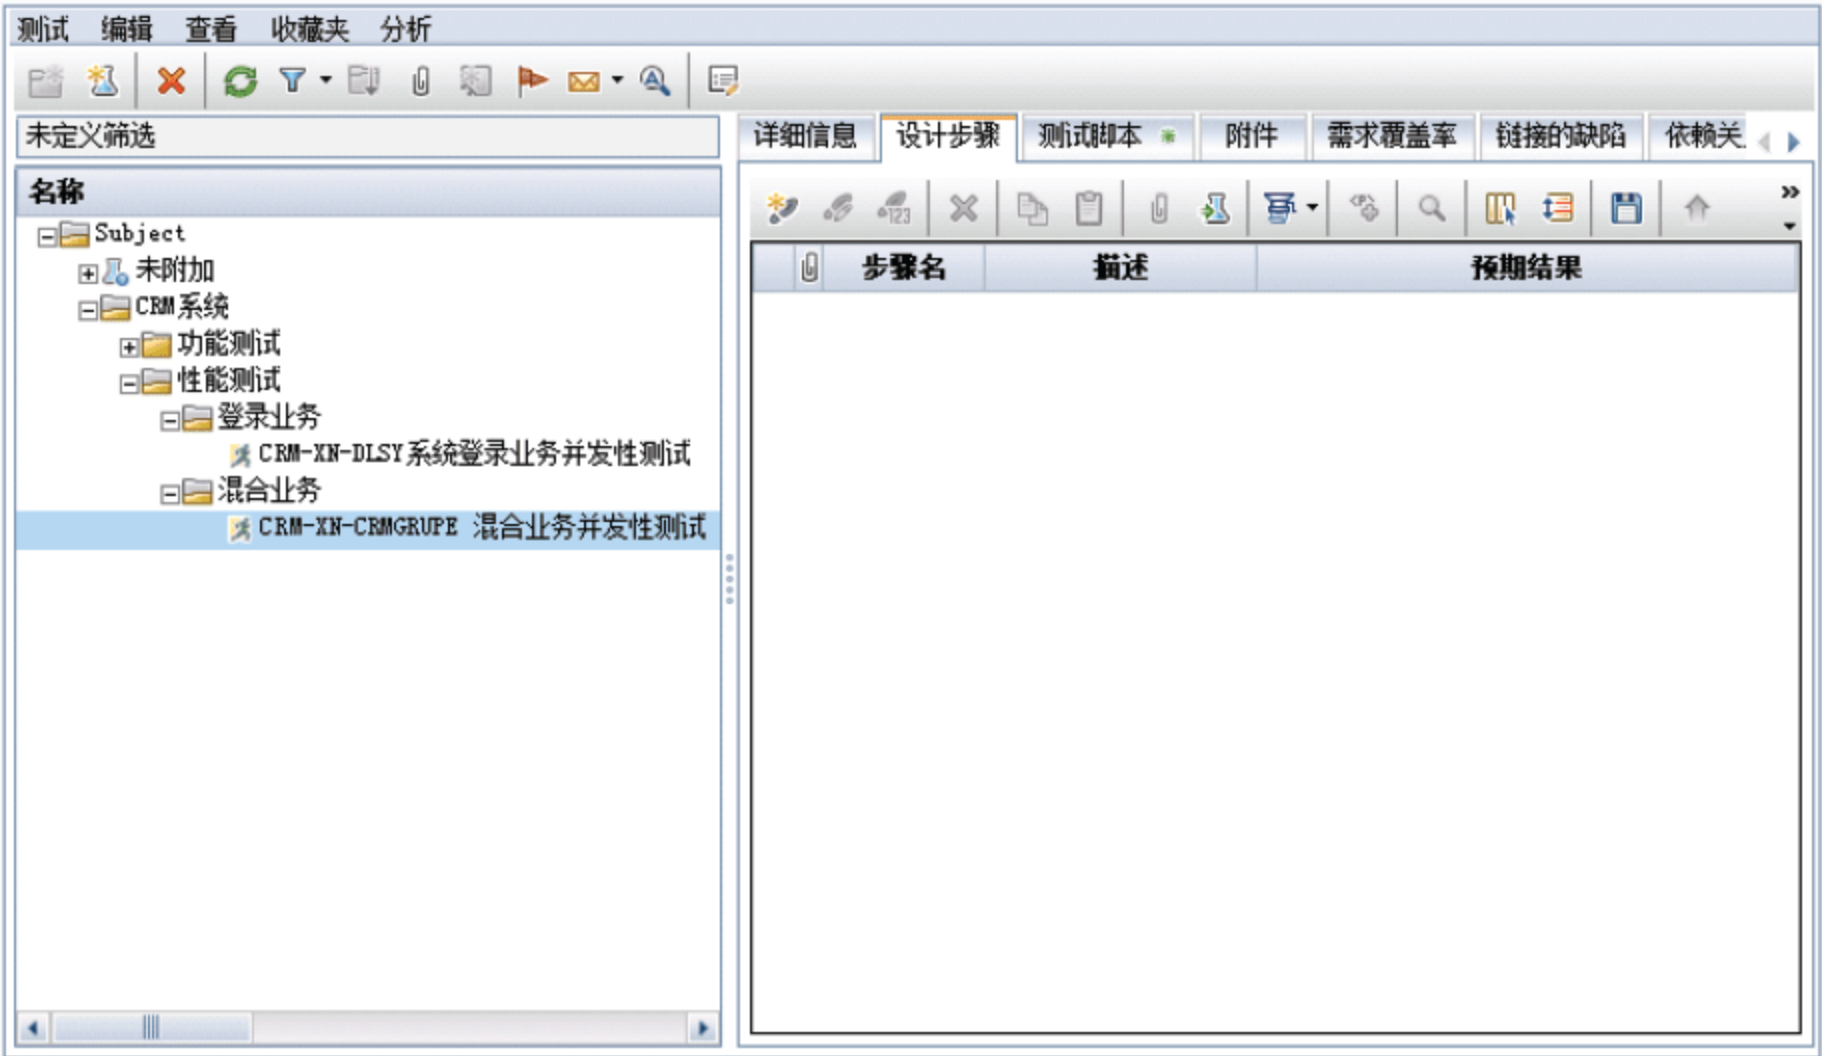 测试 编辑 查看 收藏夹 分析
未定义筛选
名称
Subject
未附加
CRM系统
功能测试
性能测试
登录业务
CRM-XN-DLSY系统登录业务并发性测试
混合业务
CRM-XN-CRMGRUPE 混合业务并发性测试
详细信息 设计步骤 测试脚本 附件 需求覆盖率 链接的缺陷 依赖关
123
步骤名 描述 预期结果